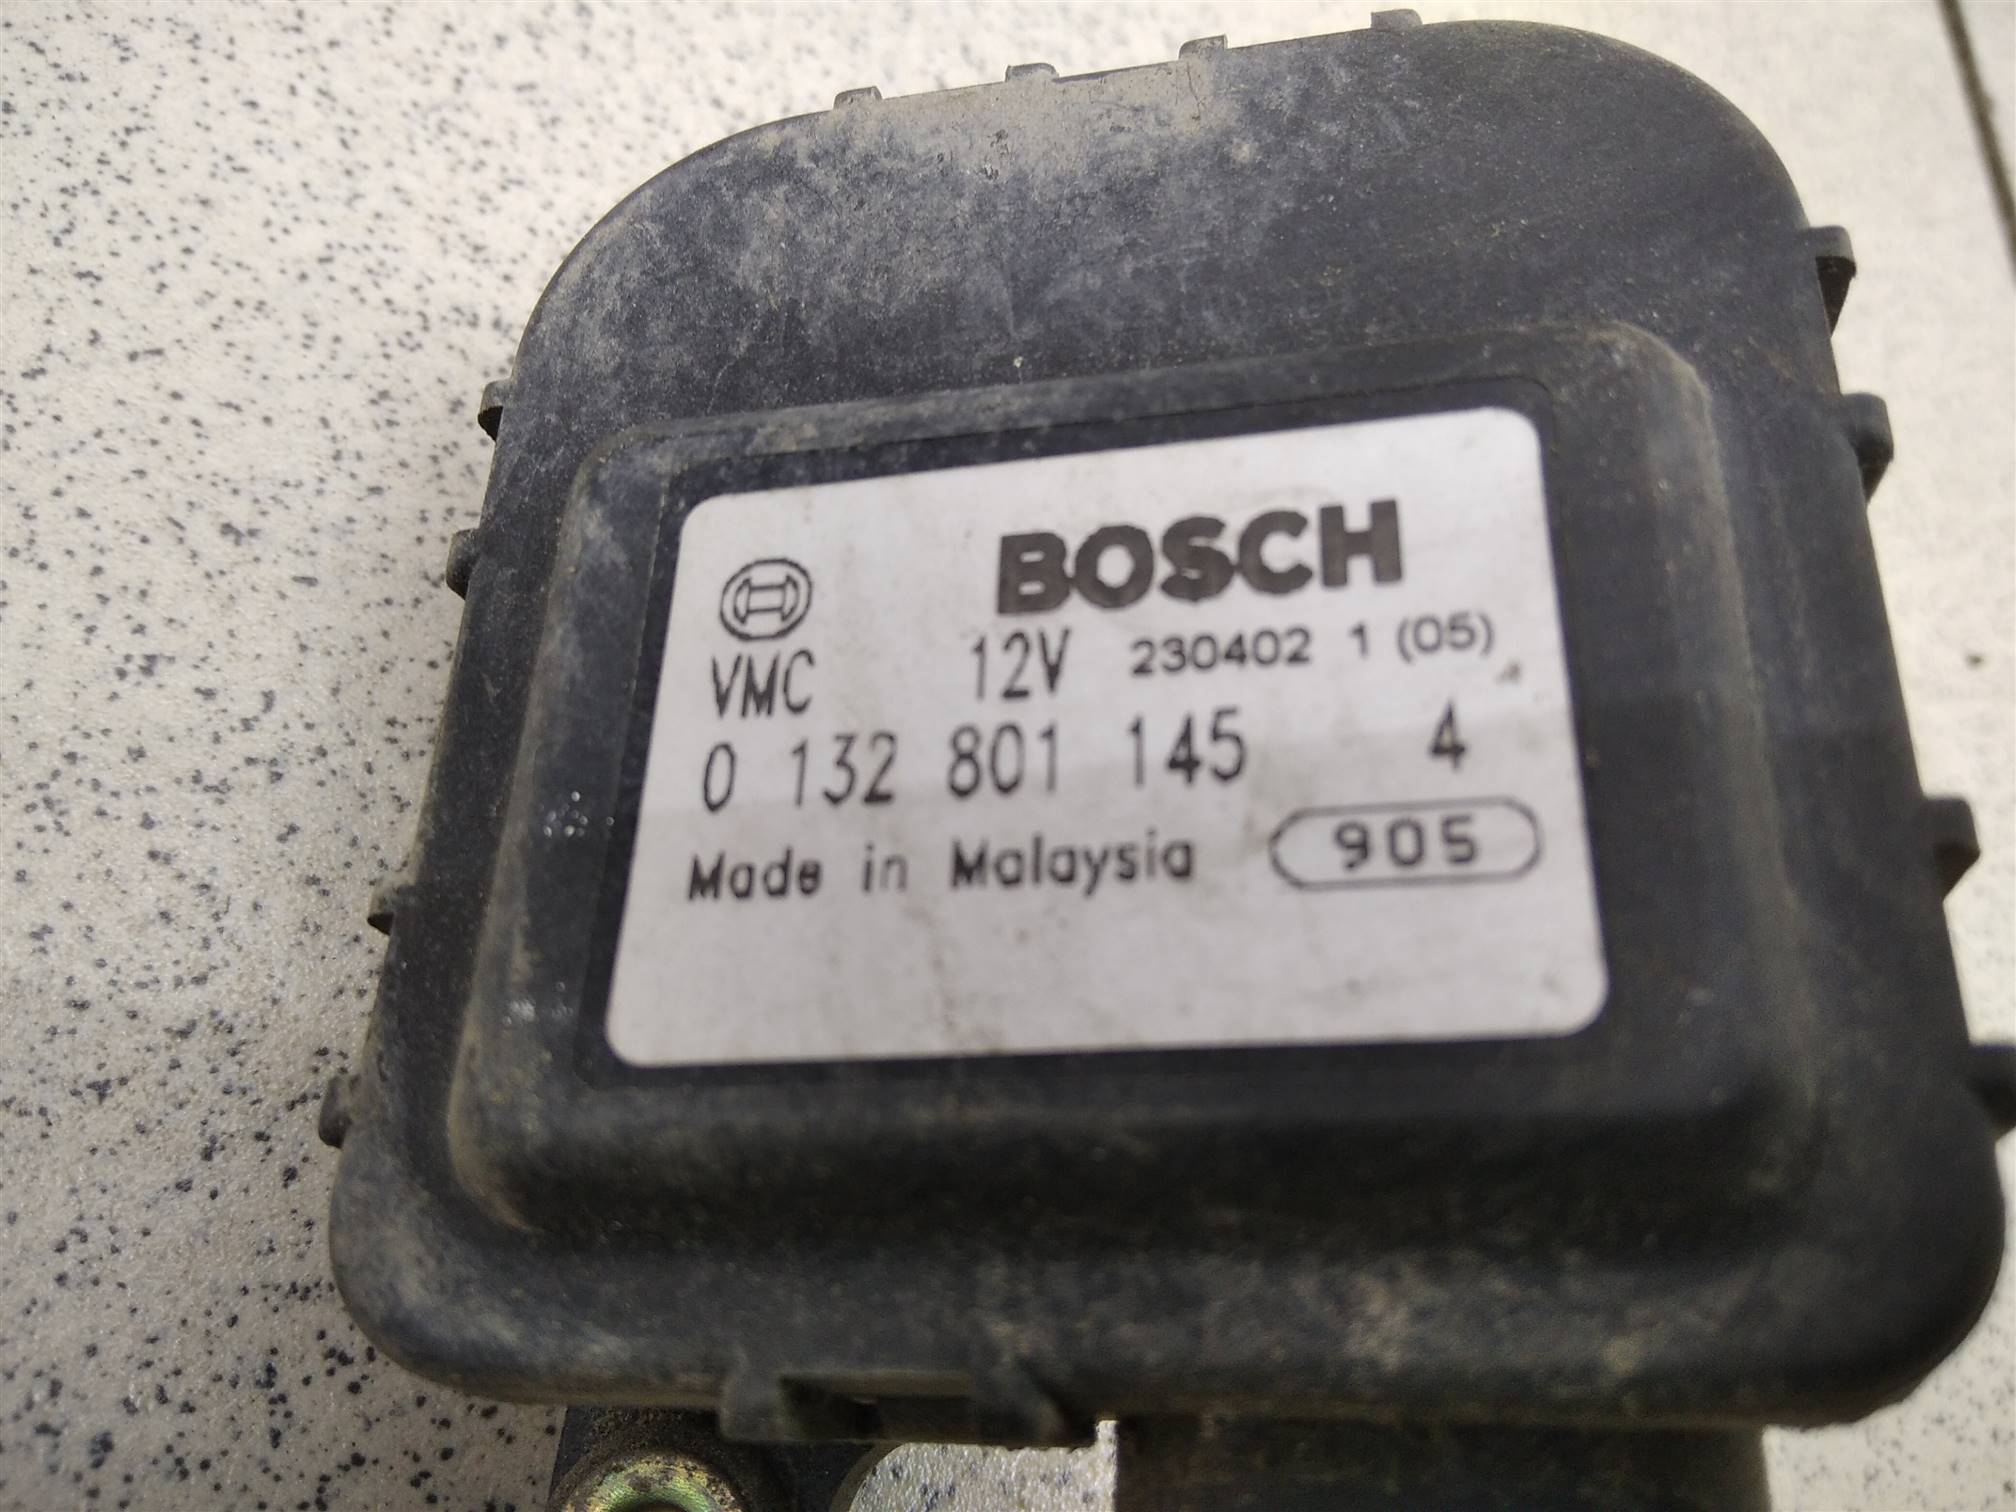 BOSCH
VMC 12V 230402 1 (05)
0 132 801 145 4
Made in Malaysia 905